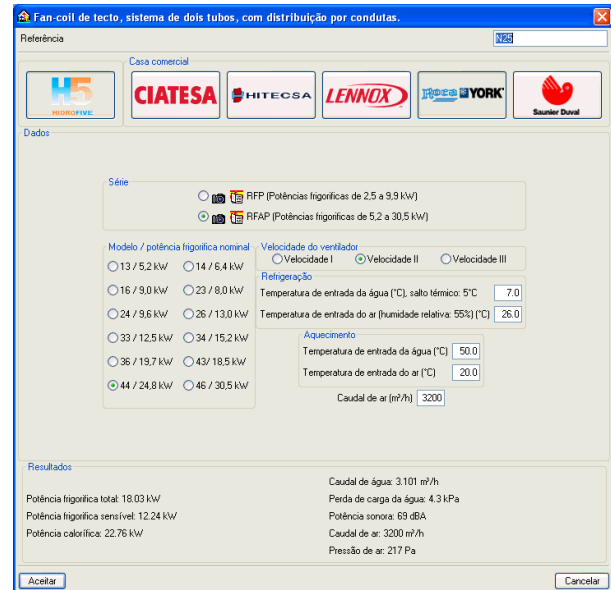 Fan-coil de tecto, sistema de dois tubos, com distribuição por condutas.
Referência N25
Casa comercial
H5 HIDROFIVE CIATESA HITECSA LENNOX Roca YORK Saunier Duval
Dados
Série
RFP (Potências frigoríficas de 2,5 a 9,9 kW)
RFAP (Potências frigoríficas de 5,2 a 30,5 kW)
Modelo / potência frigorífica nominal
13 / 5,2 kW 14 / 6,4 kW
16 / 9,0 kW 23 / 8,0 kW
24 / 9,6 kW 26 / 13,0 kW
33 / 12,5 kW 34 / 15,2 kW
36 / 19,7 kW 43/ 18,5 kW
44 / 24,8 kW 46 / 30,5 kW
Velocidade do ventilador
Velocidade I Velocidade II Velocidade III
Refrigeração
Temperatura de entrada da água (°C), salto térmico: 5°C 7.0
Temperatura de entrada do ar (humidade relativa: 55%) (°C) 26.0
Aquecimento
Temperatura de entrada da água (°C) 50.0
Temperatura de entrada do ar (°C) 20.0
Caudal de ar (m³/h) 3200
Resultados
Potência frigorífica total: 18.03 kW
Potência frigorífica sensível: 12.24 kW
Potência calorífica: 22.76 kW
Caudal de água: 3.101 m³/h
Perda de carga da água: 4.3 kPa
Potência sonora: 69 dBA
Caudal de ar: 3200 m³/h
Pressão de ar: 217 Pa
Aceitar Cancelar